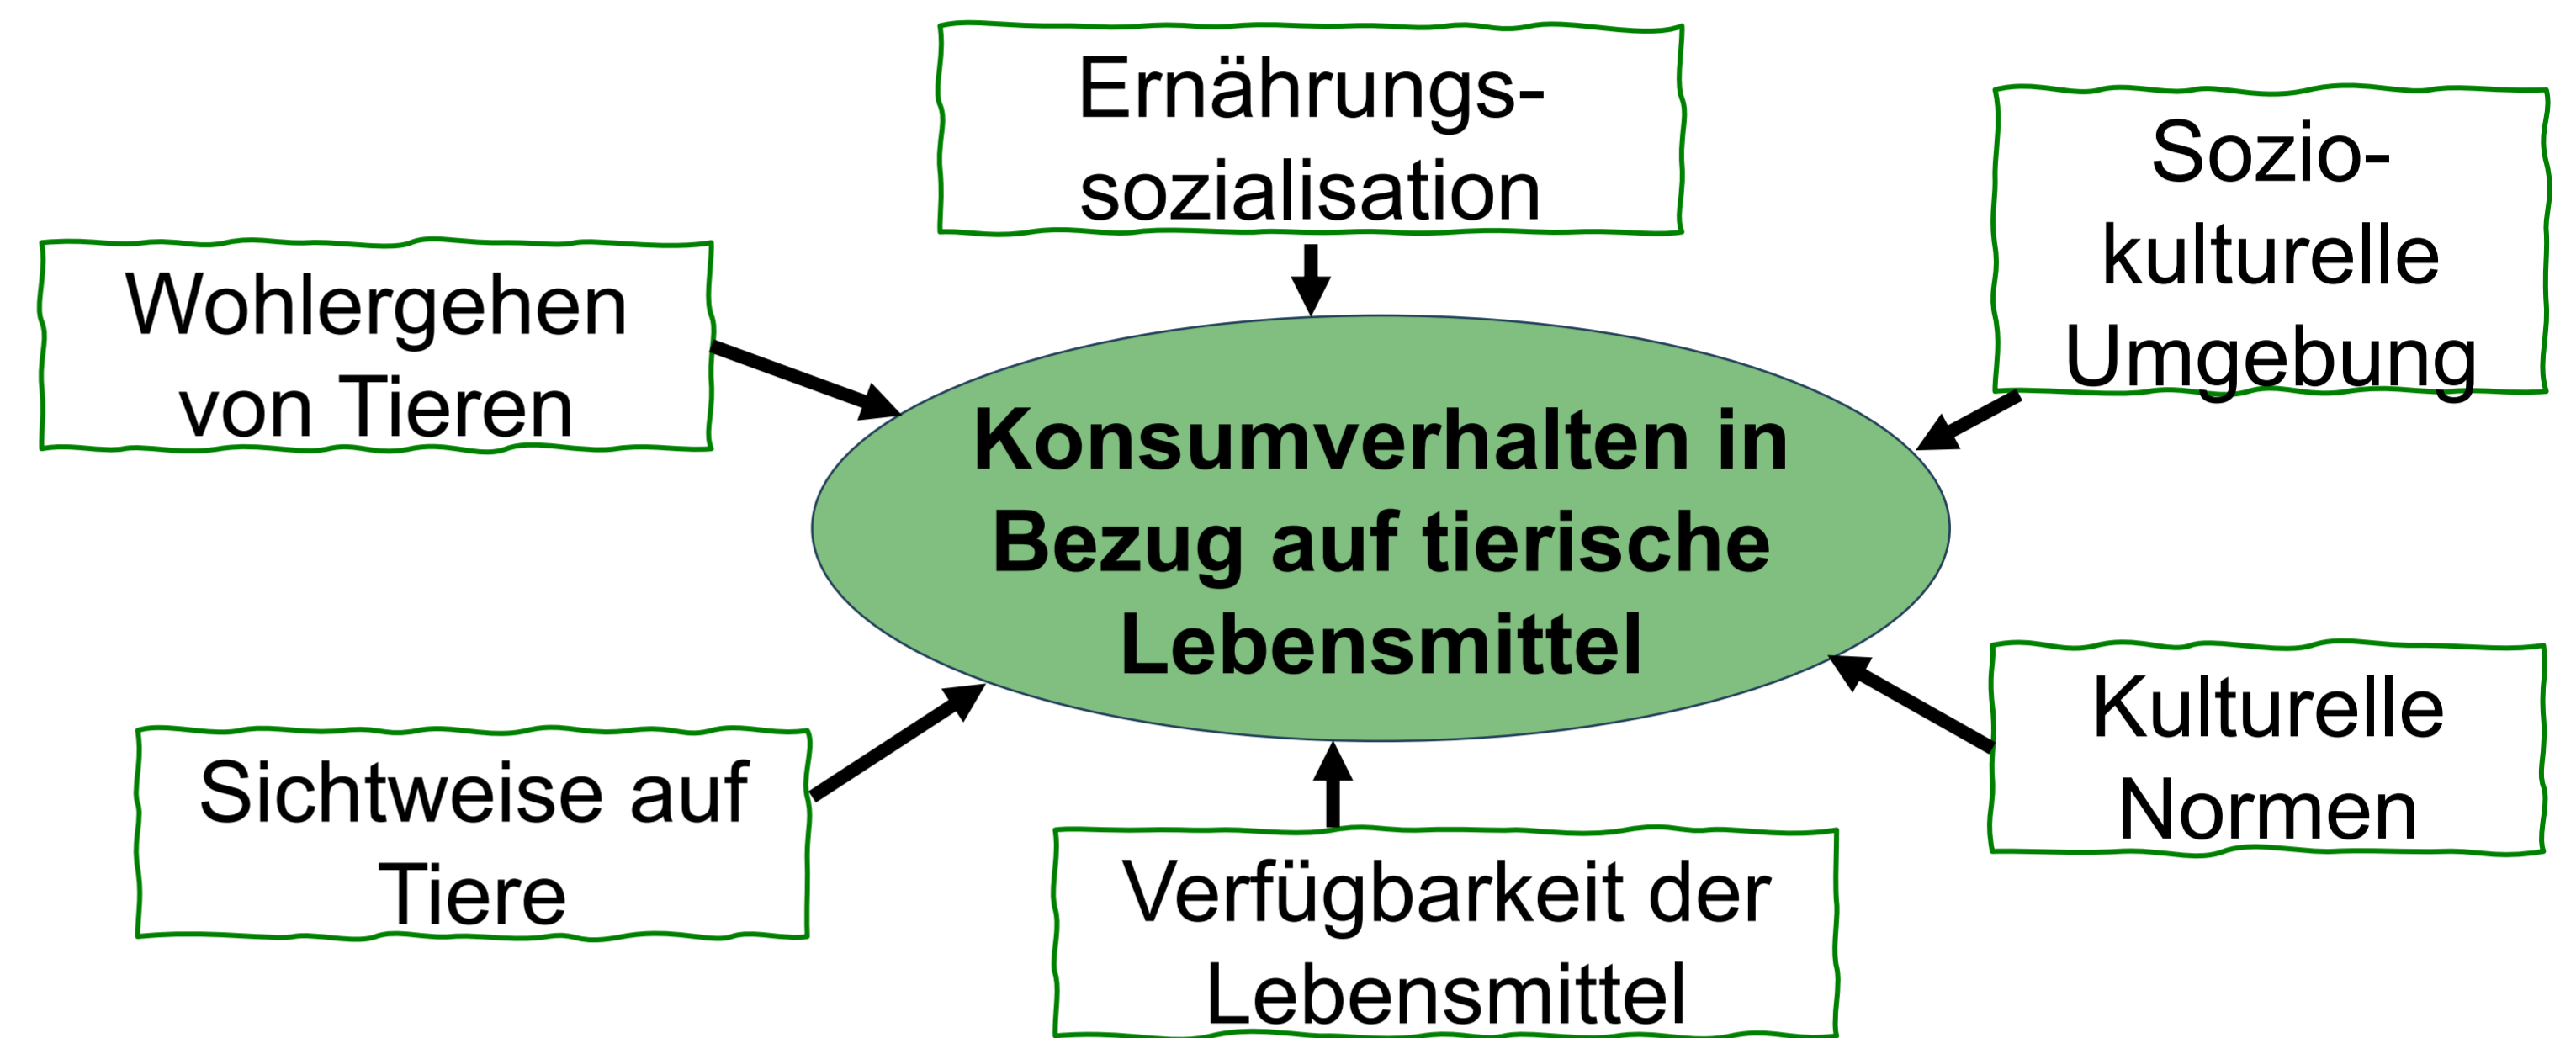 Ernährungs-
sozialisation
Sozio-
kulturelle
Umgebung
Wohlergehen
von Tieren
Konsumverhalten in
Bezug auf tierische
Lebensmittel
Kulturelle
Normen
Sichtweise auf
Tiere
Verfügbarkeit der
Lebensmittel